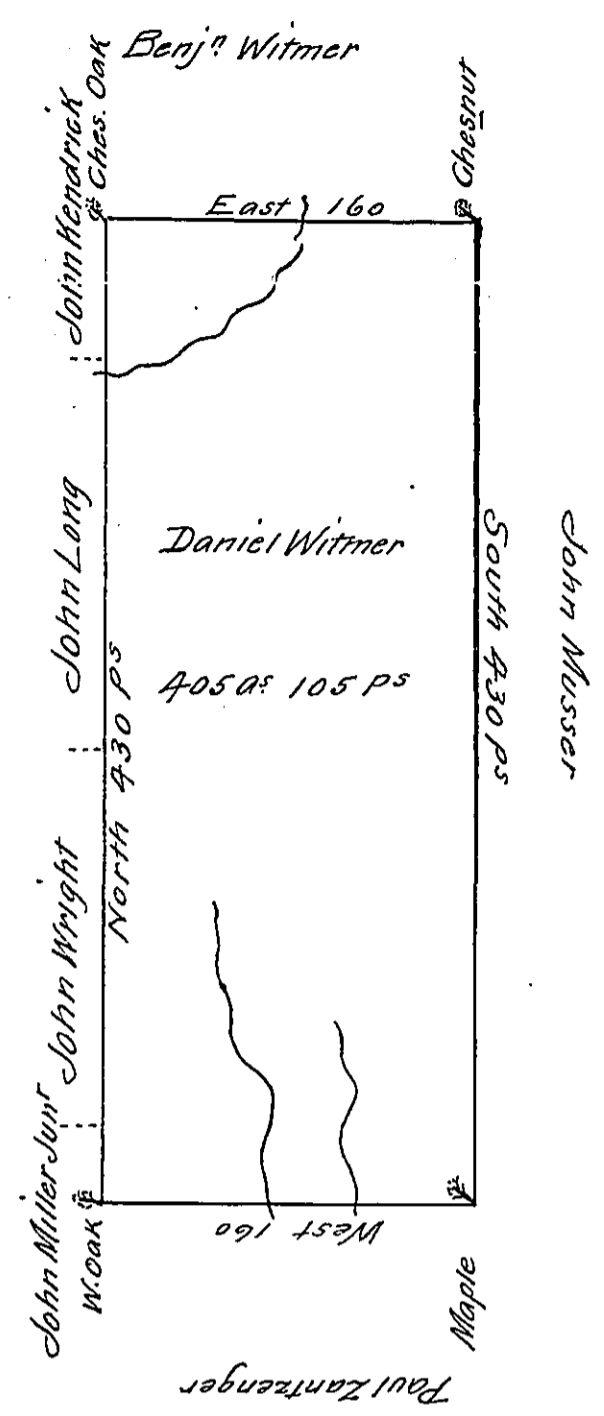 Benjn Witmer
Ches. Oak
Chesnut
John Kendrick
East 160
John Long
Daniel Witmer
John Musser
South 430 ps
405 as 105 ps
North 430 ps
John Wright
John Miller Junr
W. oak
West 160
Maple
Paul Zantzenger